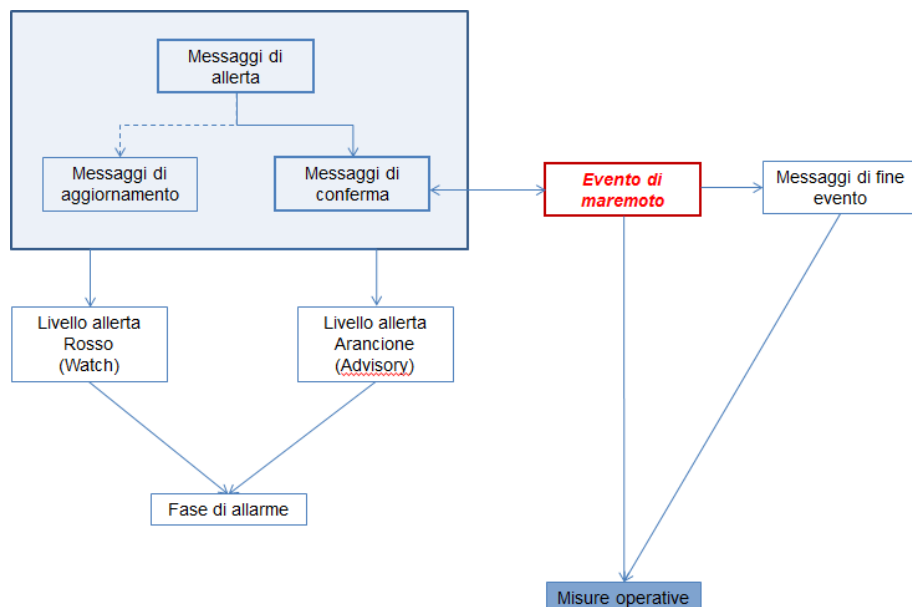 Messaggi di
allerta
Messaggi di
aggiornamento
Messaggi di
conferma
Evento di
maremoto
Messaggi di fine
evento
Livello allerta
Rosso
(Watch)
Livello allerta
Arancione
(Advisory)
Fase di allarme
Misure operative